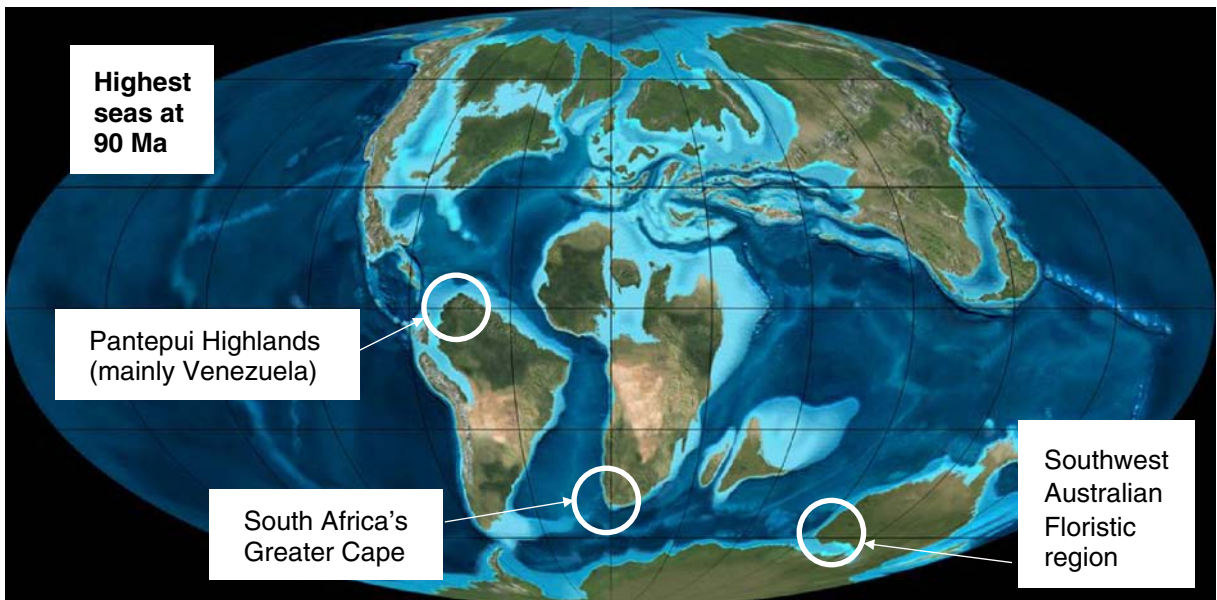 Highest
seas at
90 Ma
Pantepui Highlands
(mainly Venezuela)
South Africa's
Greater Cape
Southwest
Australian
Floristic
region